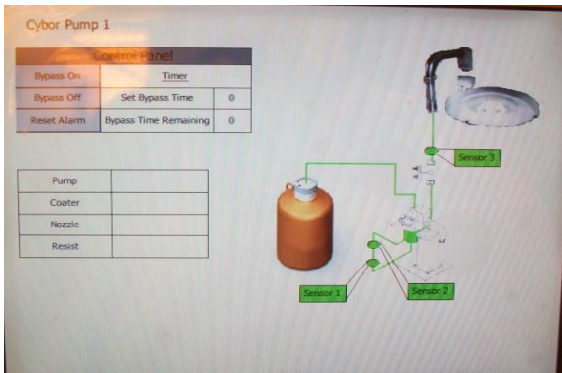 Cybor Pump 1
Control Panel
Bypass On Timer
Bypass Off Set Bypass Time 0
Reset Alarm Bypass Time Remaining 0
Pump
Coater
Nozzle
Resist
Sensor 3
Sensor 1
Sensor 2